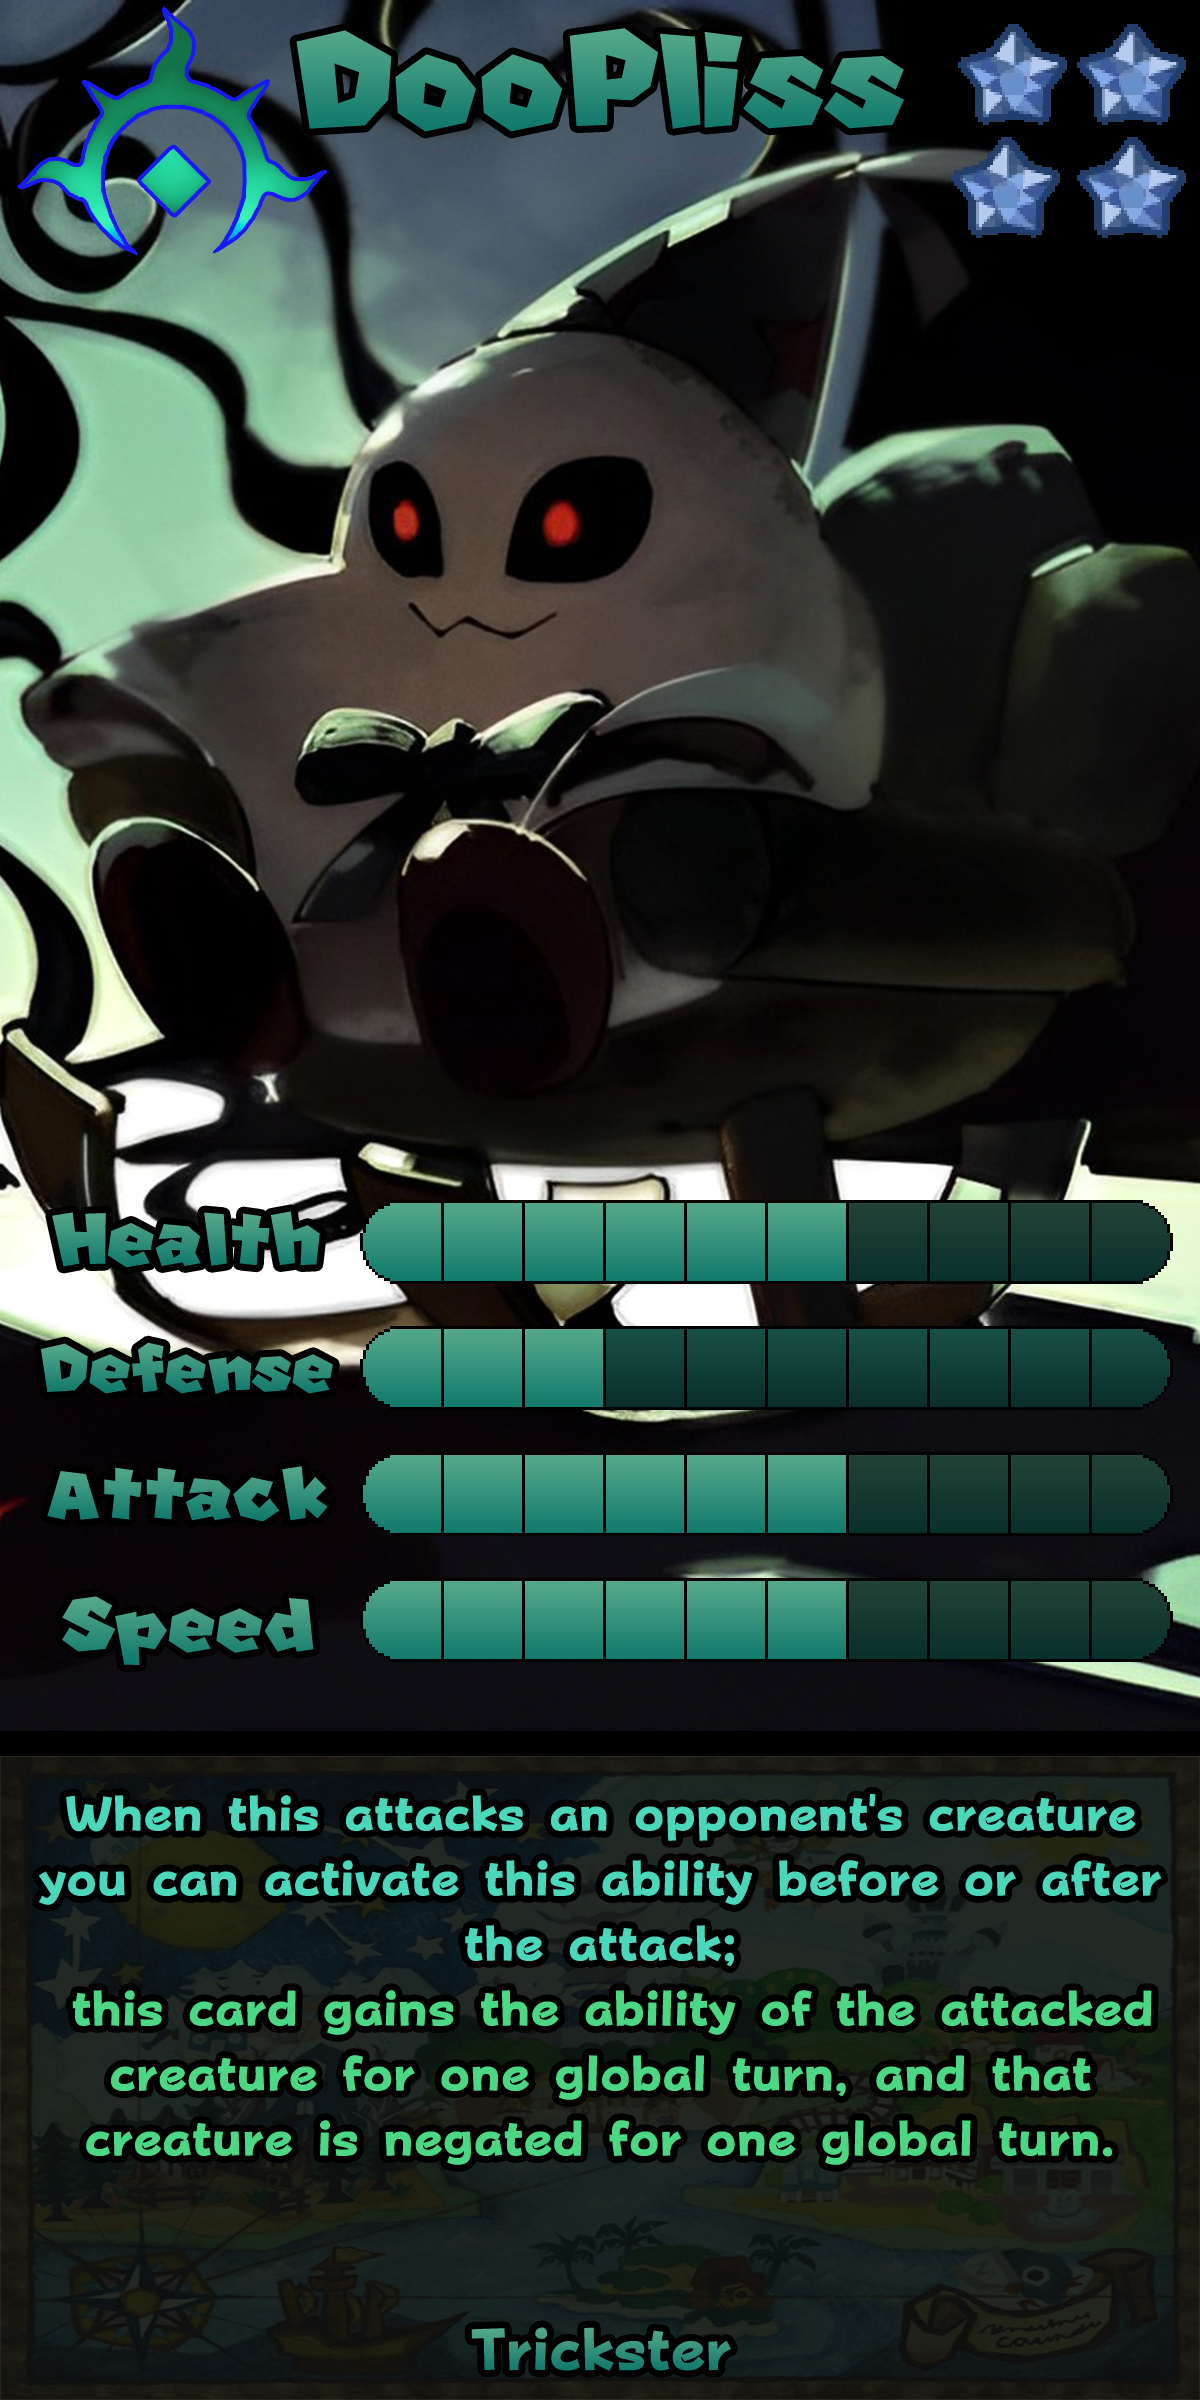 DooPliss
Health
Defense
Attack
Speed
When this attacks an opponent's creature
you can activate this ability before or after
the attack;
this card gains the ability of the attacked
creature for one global turn, and that
creature is negated for one global turn.
Trickster